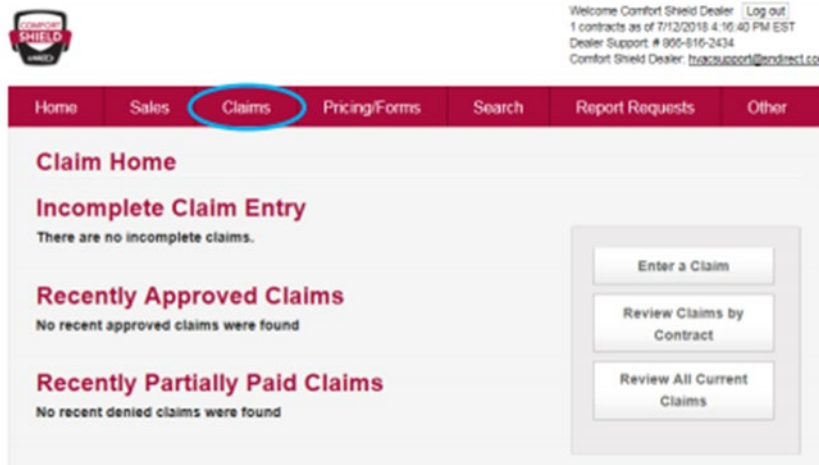 COMFORT
SHIELD
Welcome Comfort Shield Dealer Log out
1 contracts as of 7/12/2018 4:16:40 PM EST
Dealer Support # 866-816-2434
Comfort Shield Dealer: hvacsupport@sndirect.co
Home Sales Claims Pricing/Forms Search Report Requests Other
Claim Home
Incomplete Claim Entry
There are no incomplete claims.
Enter a Claim
Recently Approved Claims
No recent approved claims were found
Review Claims by
Contract
Recently Partially Paid Claims
No recent denied claims were found
Review All Current
Claims